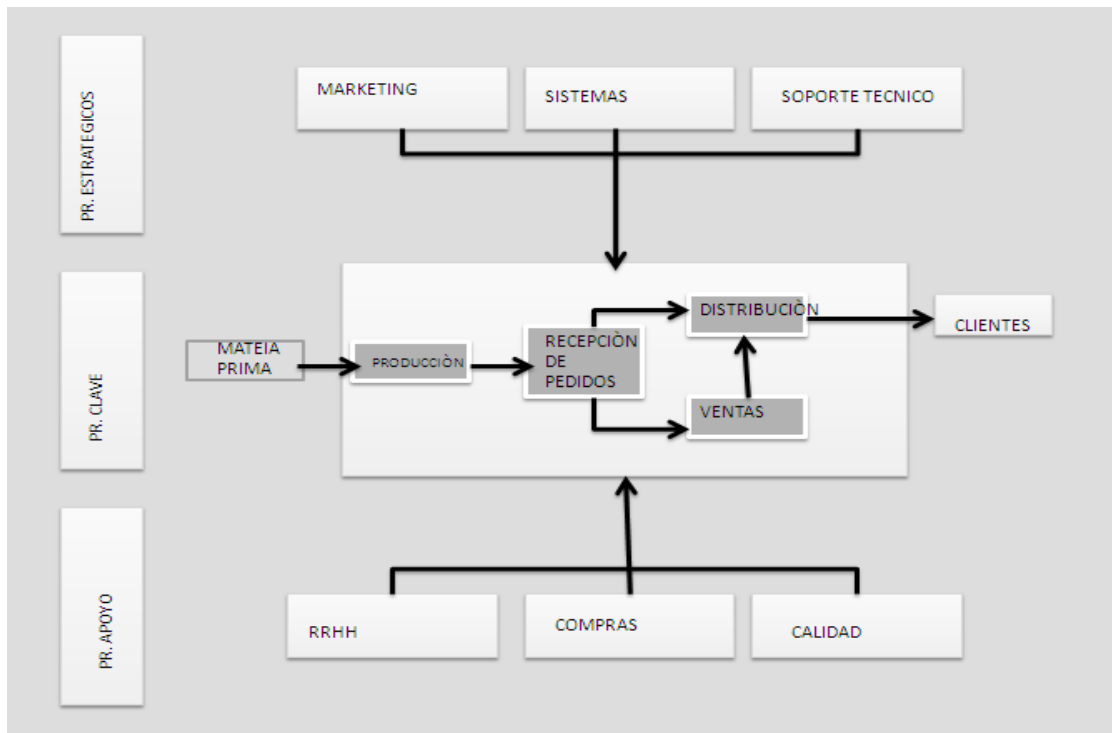 PR. ESTRATEGICOS
MARKETING
SISTEMAS
SOPORTE TECNICO
PR. CLAVE
MATEIA
PRIMA
PRODUCCIÒN
RECEPCIÒN
DE
PEDIDOS
DISTRIBUCIÒN
VENTAS
CLIENTES
PR. APOYO
RRHH
COMPRAS
CALIDAD